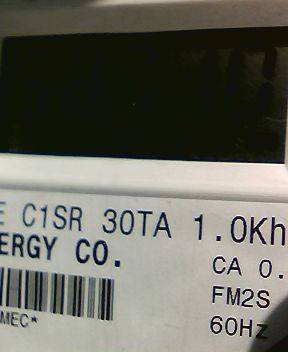 E C1SR 30TA 1.0Kh
ERGY CO.
CA 0.
FM2S
MEC*
60Hz